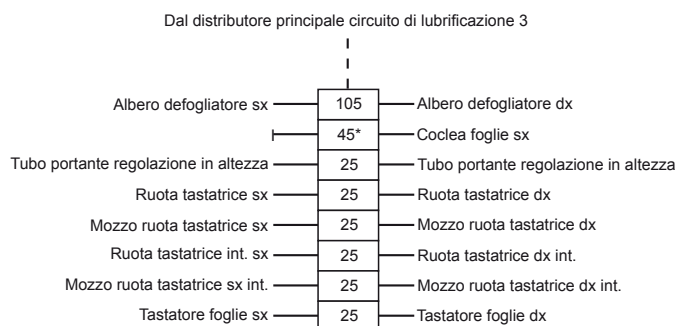 Dal distributore principale circuito di lubrificazione 3
Albero defogliatore sx 105 Albero defogliatore dx
45* Coclea foglie sx
Tubo portante regolazione in altezza 25 Tubo portante regolazione in altezza
Ruota tastatrice sx 25 Ruota tastatrice dx
Mozzo ruota tastatrice sx 25 Mozzo ruota tastatrice dx
Ruota tastatrice int. sx 25 Ruota tastatrice dx int.
Mozzo ruota tastatrice sx int. 25 Mozzo ruota tastatrice dx int.
Tastatore foglie sx 25 Tastatore foglie dx